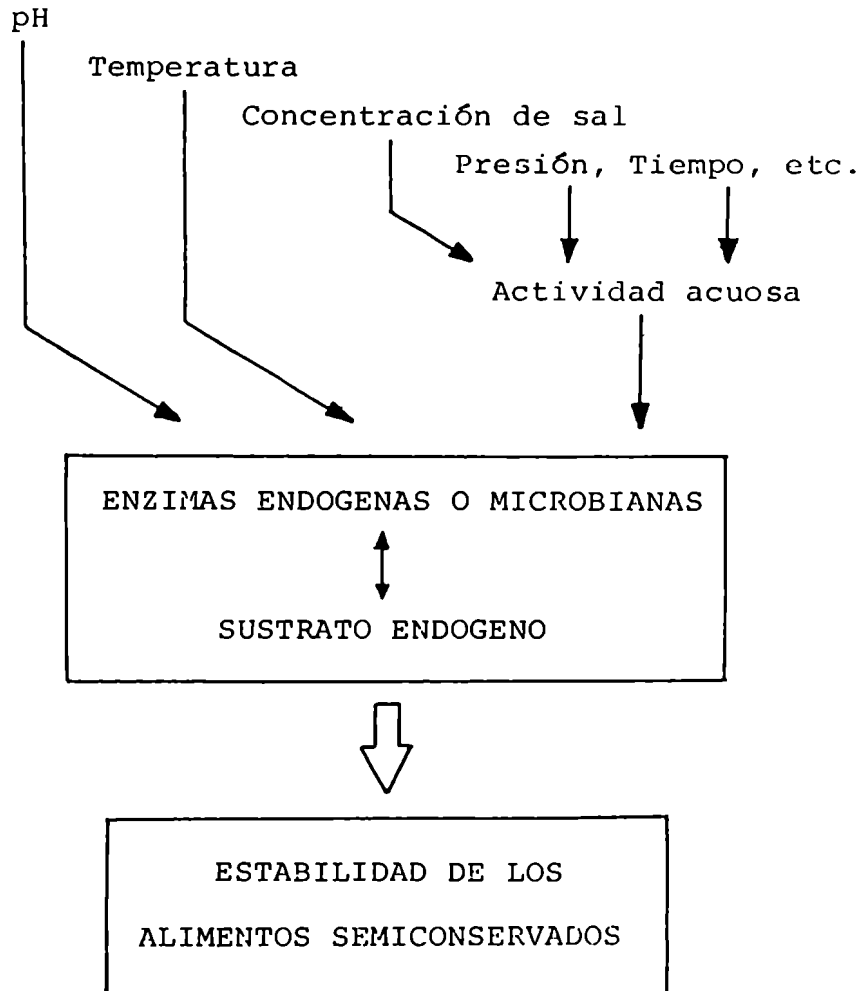 pH
Temperatura
Concentración de sal
Presión, Tiempo, etc.
Actividad acuosa
ENZIMAS ENDOGENAS O MICROBIANAS
SUSTRATO ENDOGENO
ESTABILIDAD DE LOS
ALIMENTOS SEMICONSERVADOS